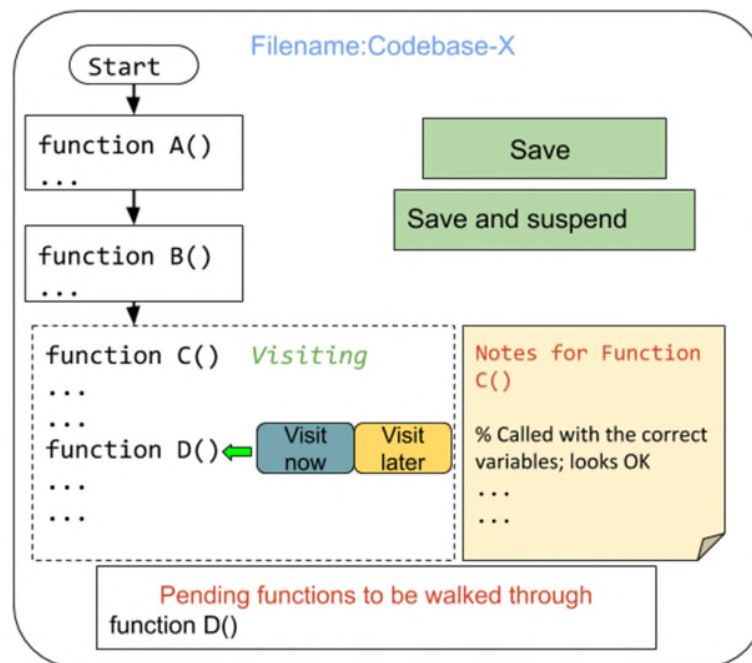 Filename:Codebase-X
Start
function A()
...
Save
Save and suspend
function B()
...
function C() Visiting
...
...
function D()
Visit
now
Visit
later
...
...
Notes for Function
C()
% Called with the correct
variables; looks OK
...
...
Pending functions to be walked through
function D()